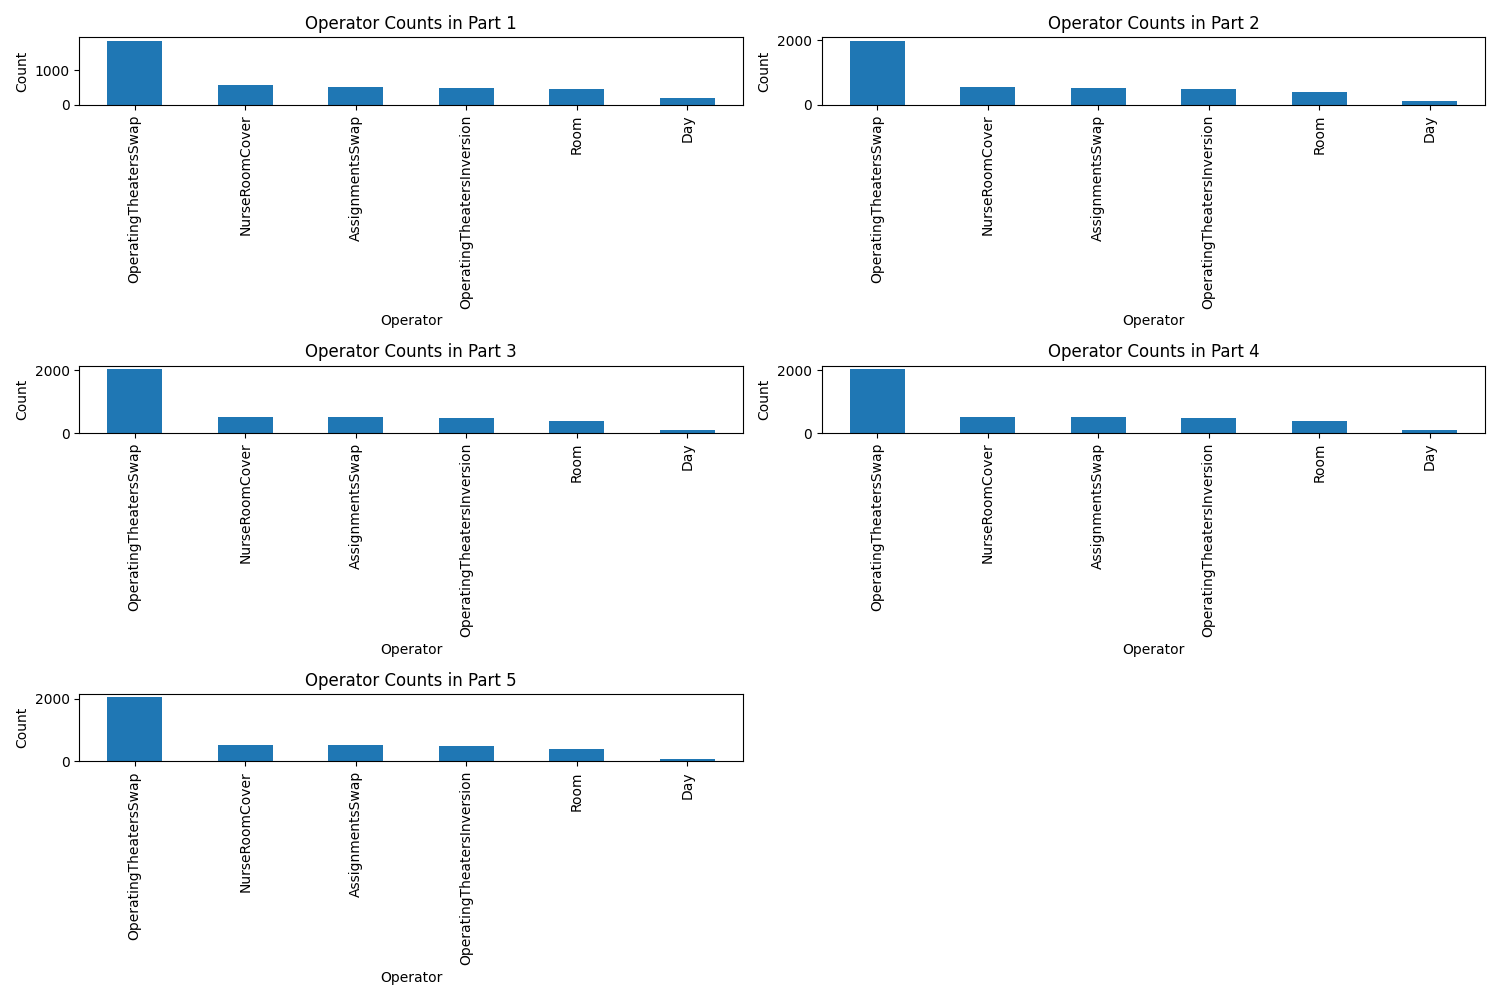 Operator Counts in Part 1
Count
1000
0
OperatingTheatersSwap
NurseRoomCover
AssignmentsSwap
OperatingTheatersInversion
Room
Day
Operator
Operator Counts in Part 2
Count
2000
0
OperatingTheatersSwap
NurseRoomCover
AssignmentsSwap
OperatingTheatersInversion
Room
Day
Operator
Operator Counts in Part 3
Count
2000
0
OperatingTheatersSwap
NurseRoomCover
AssignmentsSwap
OperatingTheatersInversion
Room
Day
Operator
Operator Counts in Part 4
Count
2000
0
OperatingTheatersSwap
NurseRoomCover
AssignmentsSwap
OperatingTheatersInversion
Room
Day
Operator
Operator Counts in Part 5
Count
2000
0
OperatingTheatersSwap
NurseRoomCover
AssignmentsSwap
OperatingTheatersInversion
Room
Day
Operator